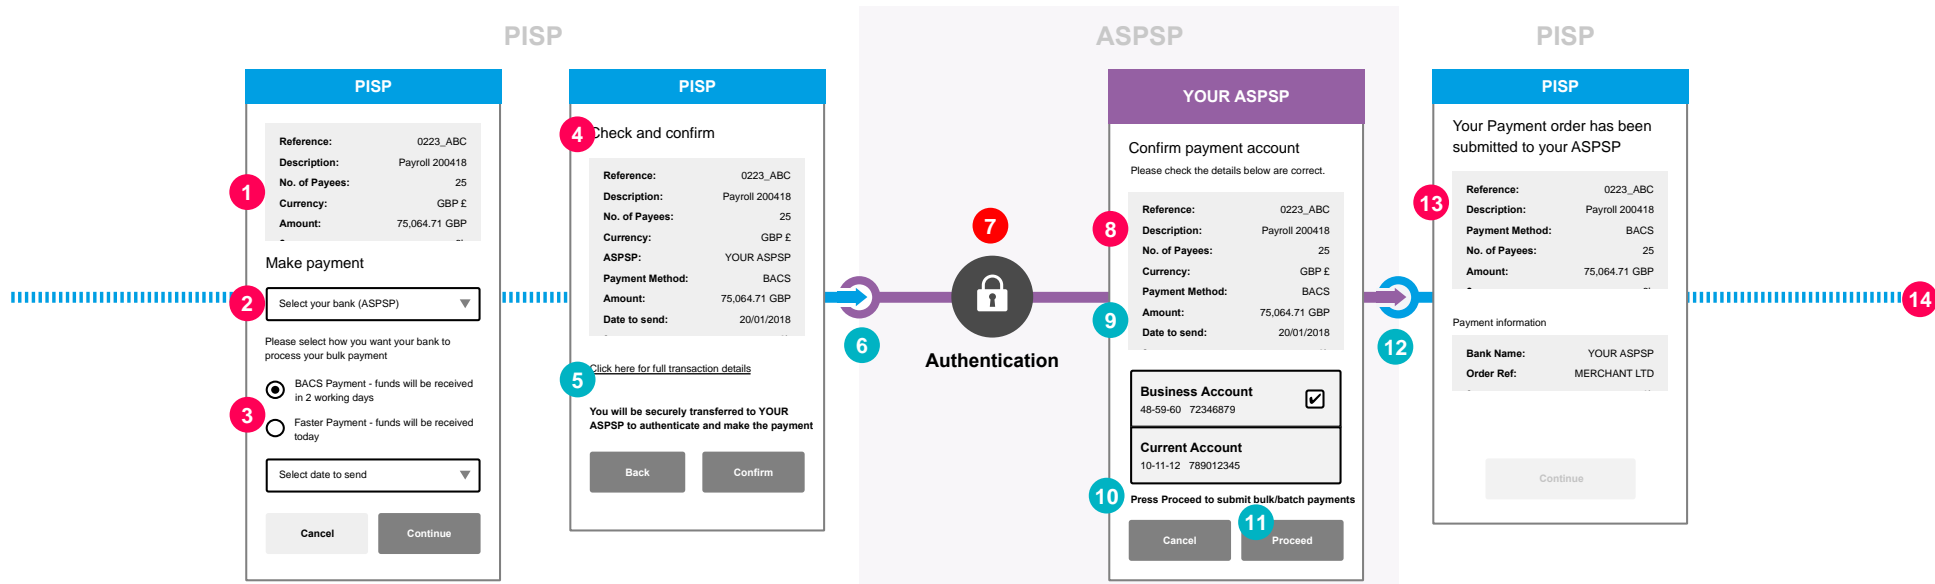 PISP
ASPSP
PISP
PISP
1
Reference: 0223_ABC
Description: Payroll 200418
No. of Payees: 25
Currency: GBP £
Amount: 75,064.71 GBP
Make payment
2
Select your bank (ASPSP)
Please select how you want your bank to
process your bulk payment
BACS Payment - funds will be received
in 2 working days
3
Faster Payment - funds will be received
today
Select date to send
Cancel Continue
PISP
4
Check and confirm
Reference: 0223_ABC
Description: Payroll 200418
No. of Payees: 25
Currency: GBP £
ASPSP: YOUR ASPSP
Payment Method: BACS
Amount: 75,064.71 GBP
Date to send: 20/01/2018
5
Click here for full transaction details
You will be securely transferred to YOUR
ASPSP to authenticate and make the payment
Back Confirm
6
7
Authentication
YOUR ASPSP
Confirm payment account
Please check the details below are correct.
8
Reference: 0223_ABC
Description: Payroll 200418
No. of Payees: 25
Currency: GBP £
Payment Method: BACS
9
Amount: 75,064.71 GBP
Date to send: 20/01/2018
Business Account
48-59-60 72346879
Current Account
10-11-12 789012345
10
Press Proceed to submit bulk/batch payments
11
Cancel Proceed
12
PISP
Your Payment order has been
submitted to your ASPSP
13
Reference: 0223_ABC
Description: Payroll 200418
Payment Method: BACS
No. of Payees: 25
Amount: 75,064.71 GBP
Payment information
Bank Name: YOUR ASPSP
Order Ref: MERCHANT LTD
Continue
14